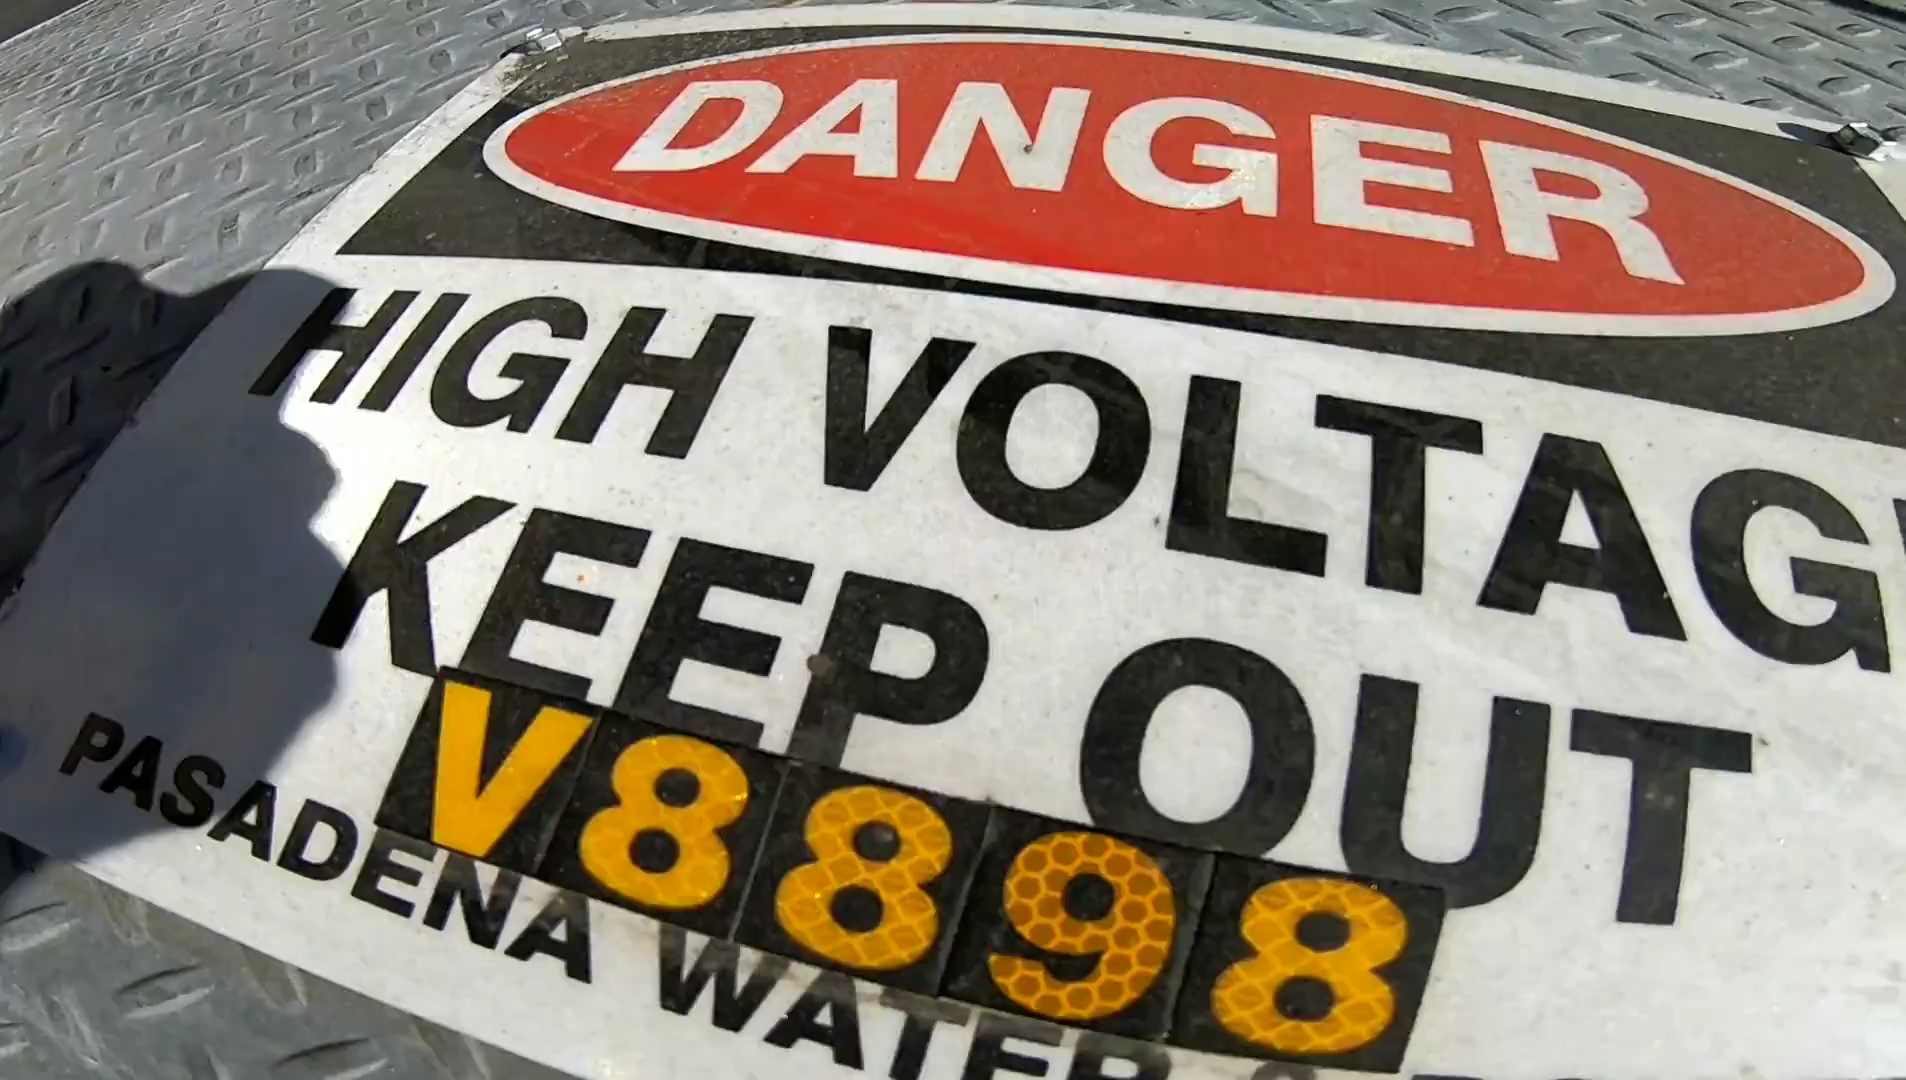 DANGER
HIGH VOLTAG
KEEP OUT
V8898
PASADENA WATER